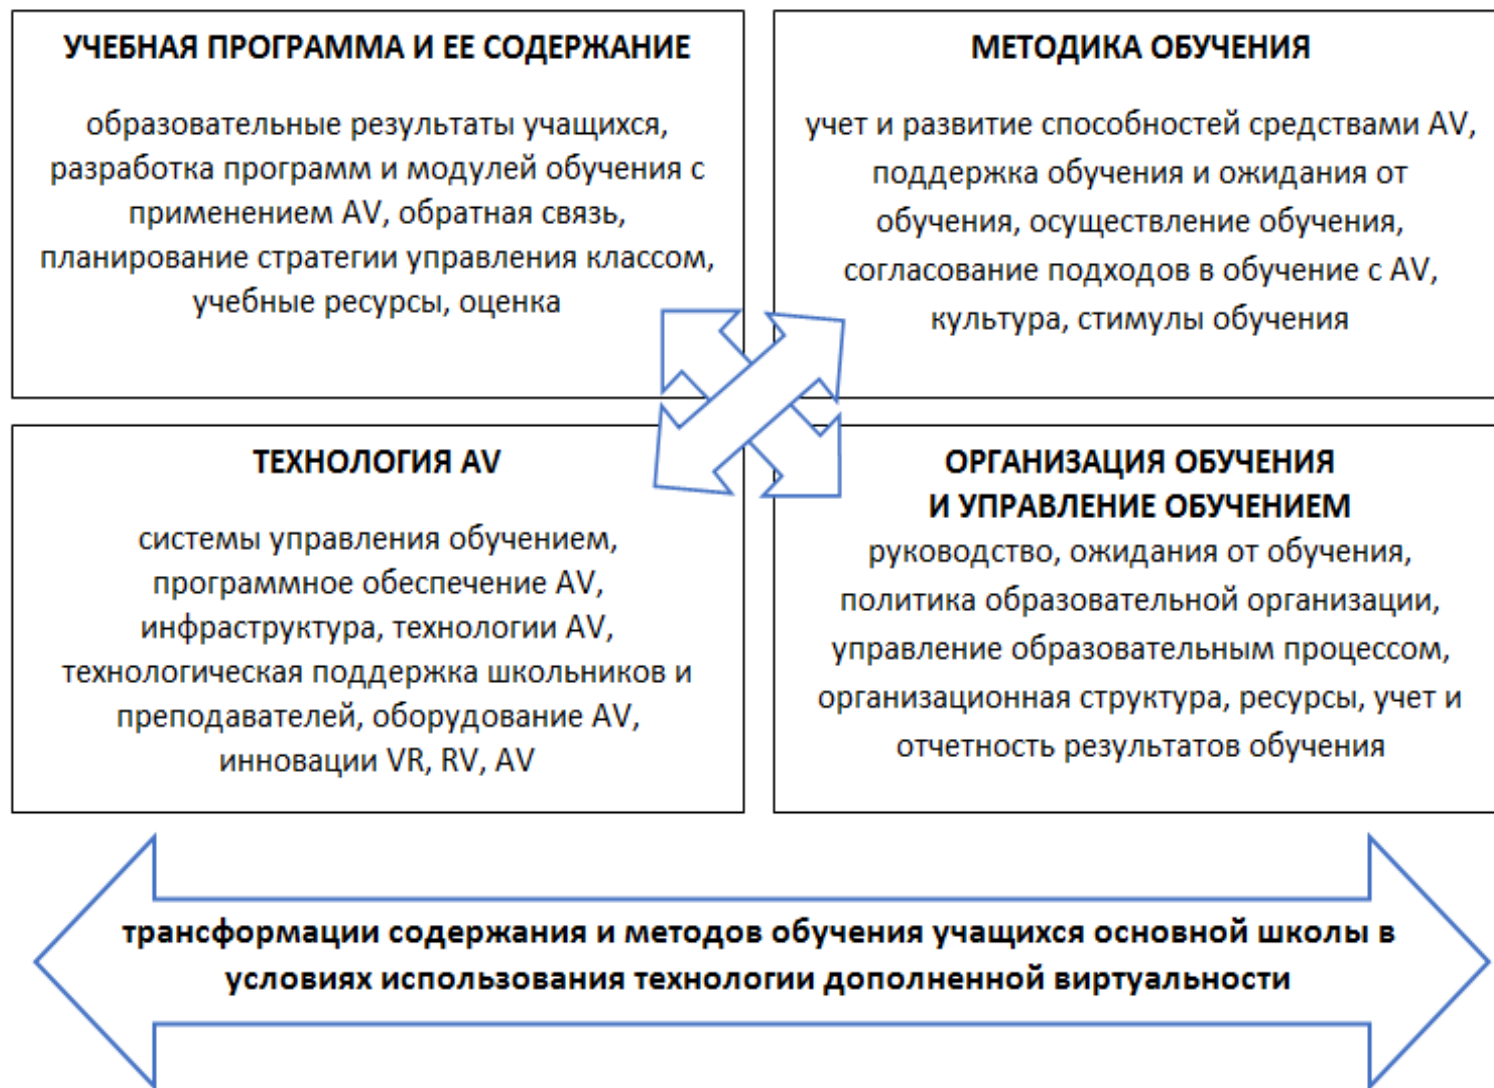 УЧЕБНАЯ ПРОГРАММА И ЕЕ СОДЕРЖАНИЕ
образовательные результаты учащихся,
разработка программ и модулей обучения с
применением AV, обратная связь,
планирование стратегии управления классом,
учебные ресурсы, оценка
МЕТОДИКА ОБУЧЕНИЯ
учет и развитие способностей средствами AV,
поддержка обучения и ожидания от
обучения, осуществление обучения,
согласование подходов в обучение с AV,
культура, стимулы обучения
ТЕХНОЛОГИЯ AV
системы управления обучением,
программное обеспечение AV,
инфраструктура, технологии AV,
технологическая поддержка школьников и
преподавателей, оборудование AV,
инновации VR, RV, AV
ОРГАНИЗАЦИЯ ОБУЧЕНИЯ
И УПРАВЛЕНИЕ ОБУЧЕНИЕМ
руководство, ожидания от обучения,
политика образовательной организации,
управление образовательным процессом,
организационная структура, ресурсы, учет и
отчетность результатов обучения
трансформации содержания и методов обучения учащихся основной школы в
условиях использования технологии дополненной виртуальности